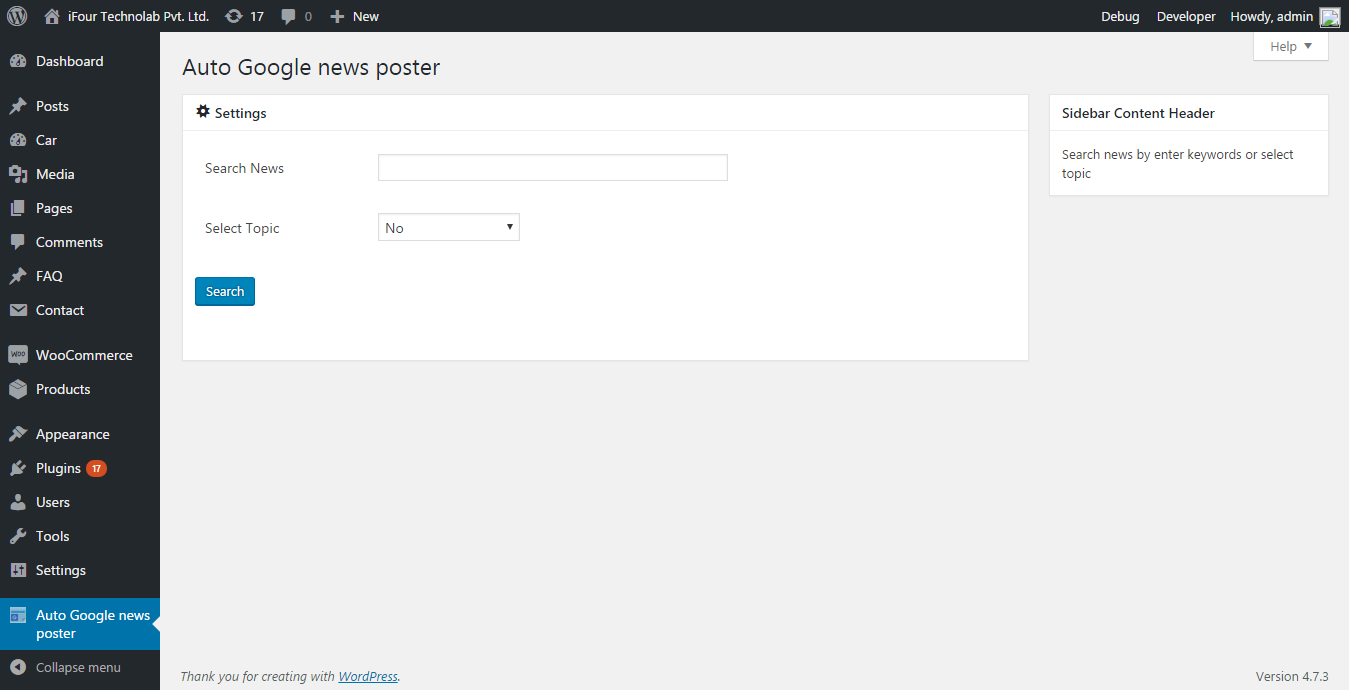 iFour Technolab Pvt. Ltd. 17 0 New Debug Developer Howdy, admin
Help
Dashboard
Posts
Car
Media
Pages
Comments
FAQ
Contact
Woo WooCommerce
Products
Appearance
Plugins 17
Users
Tools
Settings
Auto Google news
poster
Collapse menu
Auto Google news poster
Settings
Search News
Select Topic No
Search
Sidebar Content Header
Search news by enter keywords or select
topic
Thank you for creating with WordPress. Version 4.7.3